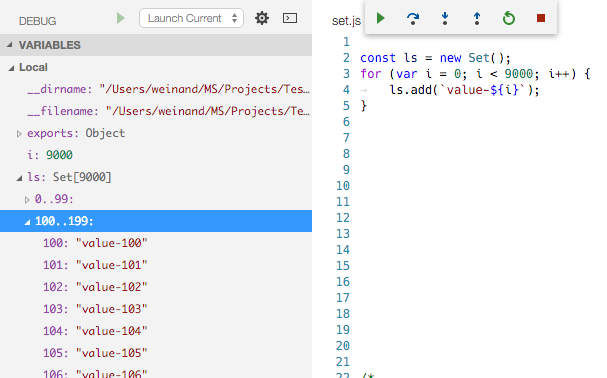 DEBUG
Launch Current
VARIABLES
Local
__dirname: "/Users/weinand/MS/Projects/Tes...
__filename: "/Users/weinand/MS/Projects/Te...
exports: Object
i: 9000
ls: Set[9000]
0..99:
100..199:
100: "value-100"
101: "value-101"
102: "value-102"
103: "value-103"
104: "value-104"
105: "value-105"
106: "value-106"
set.js
1
2 const ls = new Set();
3 for (var i = 0; i < 9000; i++) {
4 → ls.add(`value-${i}`);
5 }
6
7
8
9
10
11
12
13
14
15
16
17
18
19
20
21
22 /*